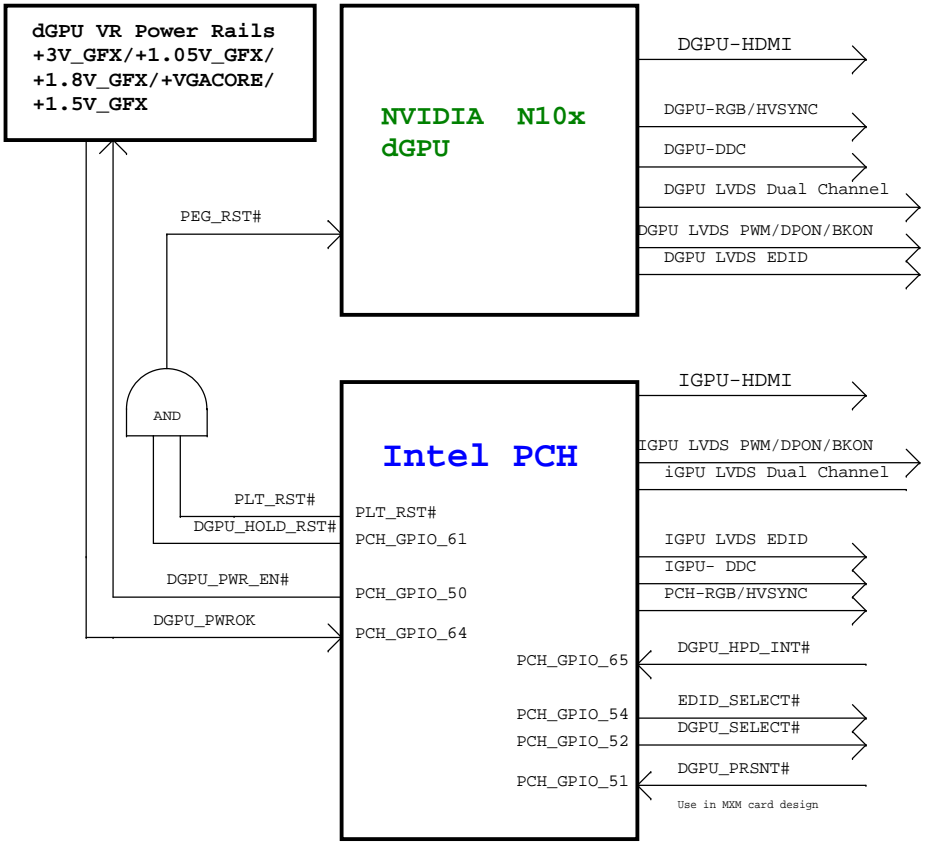 dGPU VR Power Rails
+3V_GFX/+1.05V_GFX/
+1.8V_GFX/+VGACORE/
+1.5V_GFX
NVIDIA N10x
dGPU
DGPU-HDMI
DGPU-RGB/HVSYNC
DGPU-DDC
DGPU LVDS Dual Channel
DGPU LVDS PWM/DPON/BKON
DGPU LVDS EDID
PEG_RST#
AND
PLT_RST#
DGPU_HOLD_RST#
DGPU_PWR_EN#
DGPU_PWROK
Intel PCH
PLT_RST#
PCH_GPIO_61
PCH_GPIO_50
PCH_GPIO_64
PCH_GPIO_65
PCH_GPIO_54
PCH_GPIO_52
PCH_GPIO_51
IGPU-HDMI
IGPU LVDS PWM/DPON/BKON
iGPU LVDS Dual Channel
IGPU LVDS EDID
IGPU- DDC
PCH-RGB/HVSYNC
DGPU_HPD_INT#
EDID_SELECT#
DGPU_SELECT#
DGPU_PRSNT#
Use in MXM card design